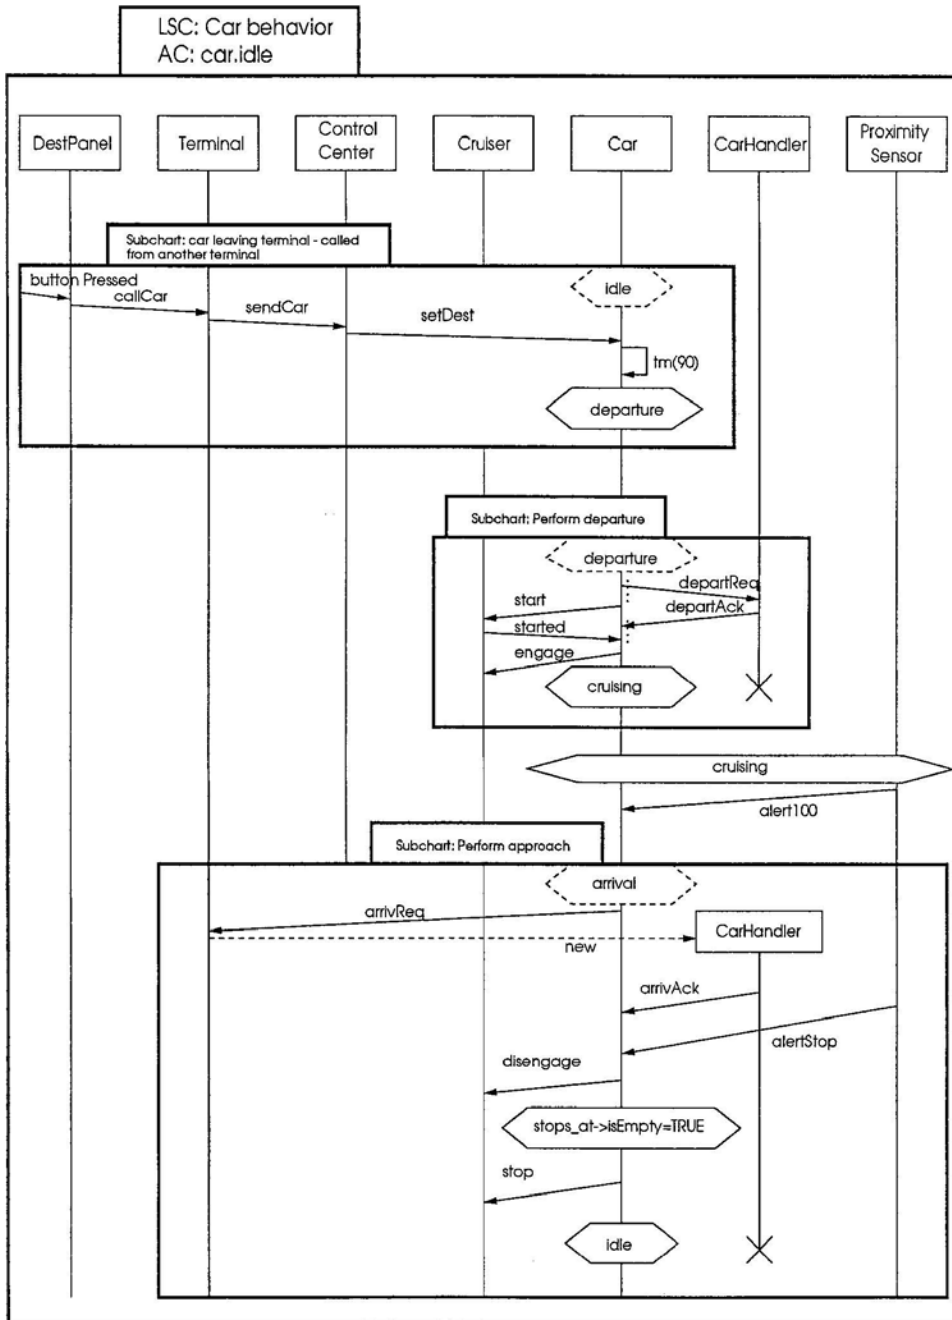 LSC: Car behavior
AC: car.idle
DestPanel
Terminal
Control
Center
Cruiser
Car
CarHandler
Proximity
Sensor
Subchart: car leaving terminal - called
from another terminal
button Pressed
callCar
sendCar
setDest
idle
tm(90)
departure
Subchart: Perform departure
departure
departReq
start
departAck
started
engage
cruising
cruising
alert100
Subchart: Perform approach
arrival
arrivReq
new
CarHandler
arrivAck
alertStop
disengage
stops_at->isEmpty=TRUE
stop
idle